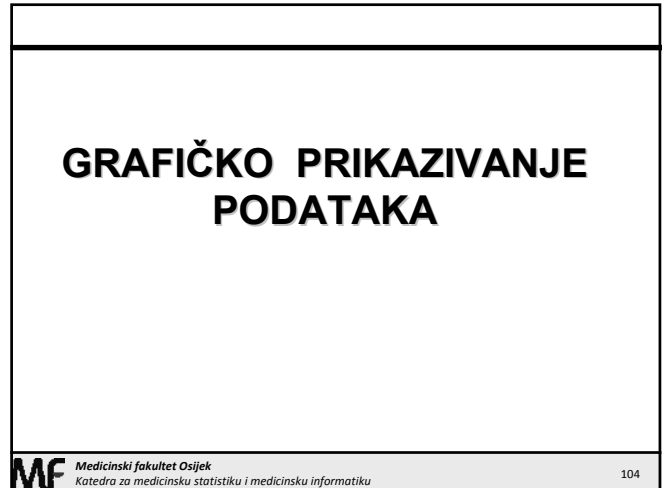 GRAFIČKO PRIKAZIVANJE
PODATAKA
MF
Medicinski fakultet Osijek
Katedra za medicinsku statistiku i medicinsku informatiku
104